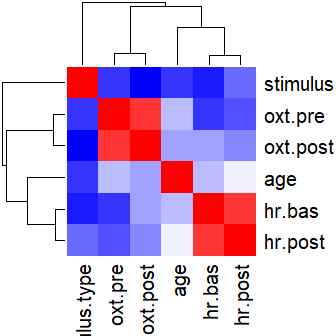 stimulus
oxt.pre
oxt.post
age
hr.bas
hr.post
ilus.type
oxt.pre
oxt.post
age
hr.bas
hr.post